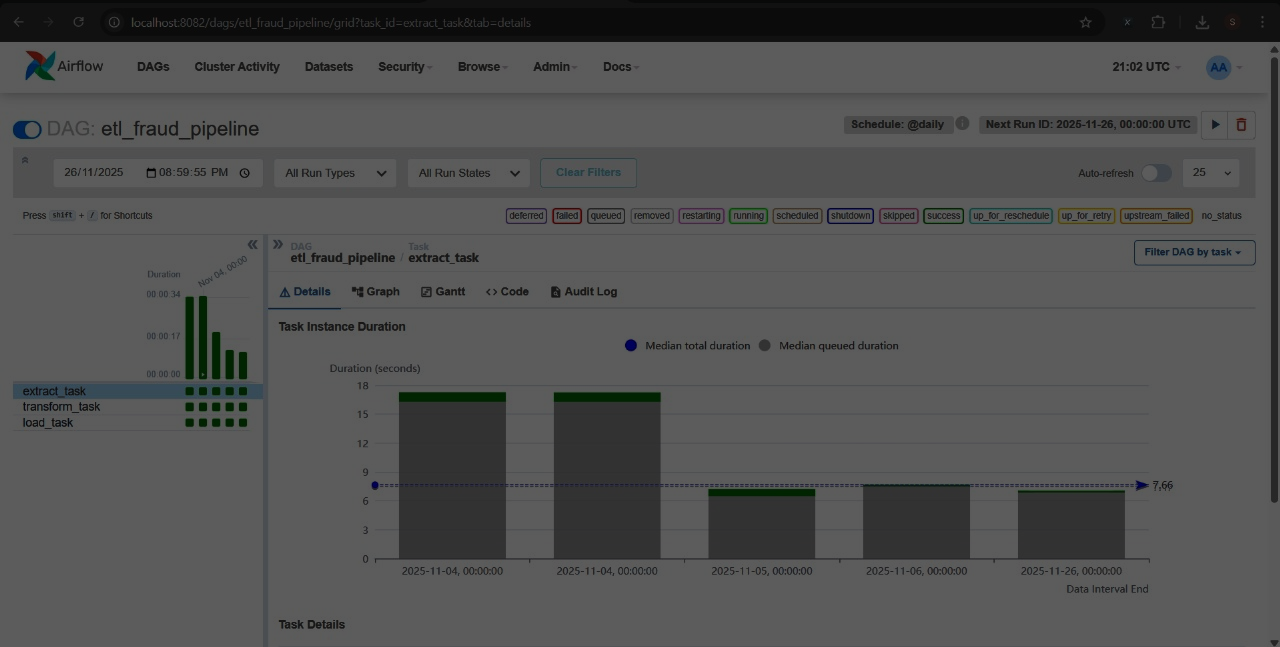 localhost:8082/dags/etl_fraud_pipeline/grid?task_id=extract_task&tab=details
X
S
Airflow DAGs Cluster Activity Datasets Security Browse Admin Docs 21:02 UTC AA
DAG: etl_fraud_pipeline Schedule: @daily Next Run ID: 2025-11-26, 00:00:00 UTC
26/11/2025 08:59:55 PM All Run Types All Run States Clear Filters Auto-refresh 25
Press shift + / for Shortcuts deferred failed queued removed restarting running scheduled shutdown skipped success up_for_reschedule up_for_retry upstream_failed no_status
DAG
etl_fraud_pipeline / Task
extract_task
Filter DAG by task
Duration
Nov 04, 00:00
00:00:34
00:00:17
00:00:00
extract_task
transform_task
load_task
Details Graph Gantt <> Code Audit Log
Task Instance Duration
Median total duration Median queued duration
Duration (seconds)
18
15
12
9
6
3
0
7.66
2025-11-04, 00:00:00 2025-11-04, 00:00:00 2025-11-05, 00:00:00 2025-11-06, 00:00:00 2025-11-26, 00:00:00
Data Interval End
Task Details